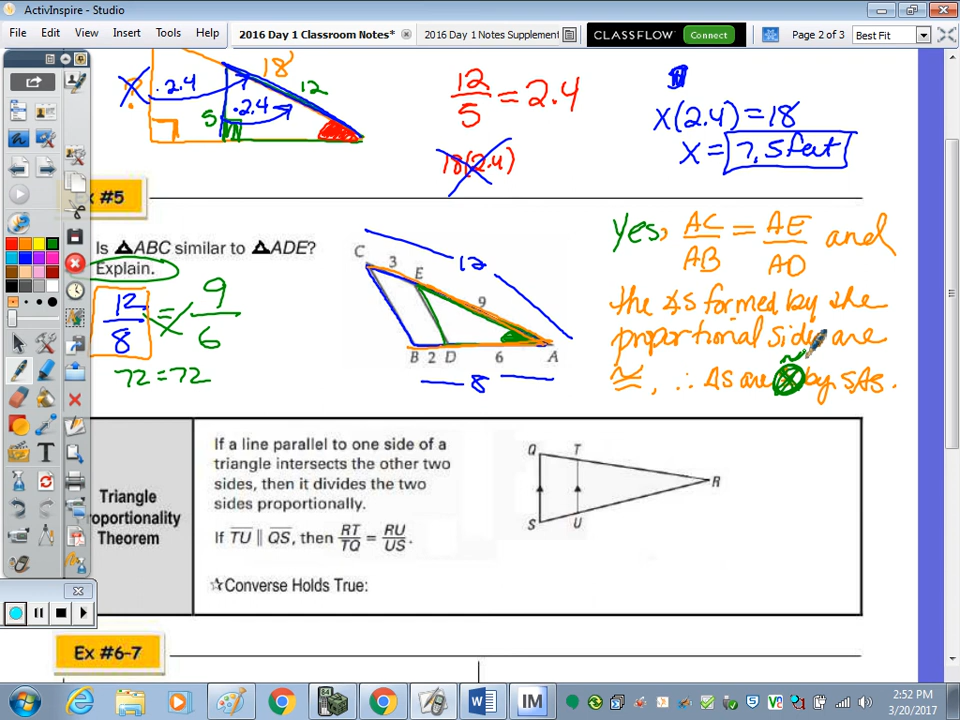 ActivInspire - Studio
File Edit View Insert Tools Help
2016 Day 1 Classroom Notes*
2016 Day 1 Notes Supplement
CLASSFLOW Connect
Page 2 of 3
Best Fit
18
? .2.4
12
5 .2.4
12/5 = 2.4
18(2.4)
x(2.4) = 18
x = 7.5 feet
Ex #5
Is △ABC similar to △ADE?
Explain.
12/8 = 9/6
72 = 72
C 3 E 12
9
B 2 D 6 A
8
Yes, AC/AB = AE/AD and
the ∡s formed by the
proportional sides are
≅, ∴ △s are ~ by SAS.
Triangle
Proportionality
Theorem
If a line parallel to one side of a
triangle intersects the other two
sides, then it divides the two
sides proportionally.
If TU || QS, then RT/TQ = RU/US.
☆Converse Holds True:
Q T
R
S U
Ex #6-7
W IM
2:52 PM
3/20/2017